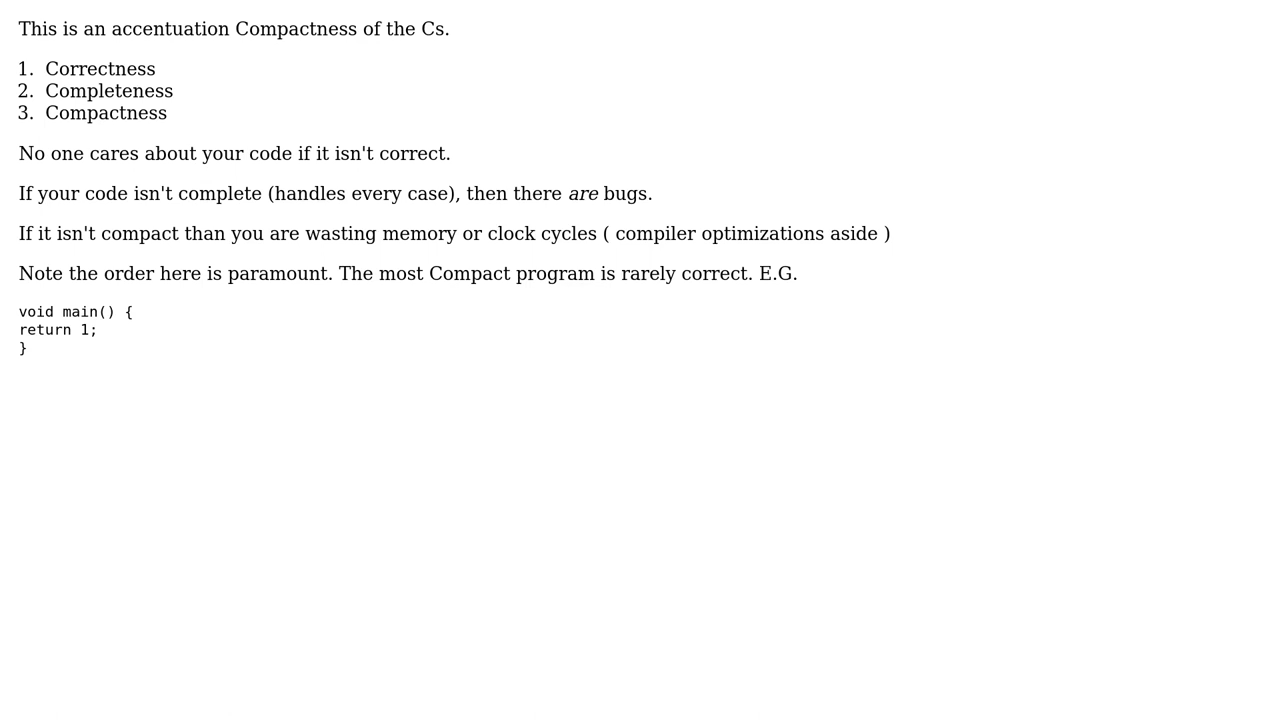 This is an accentuation Compactness of the Cs.
1. Correctness
2. Completeness
3. Compactness
No one cares about your code if it isn't correct.
If your code isn't complete (handles every case), then there are bugs.
If it isn't compact than you are wasting memory or clock cycles ( compiler optimizations aside )
Note the order here is paramount. The most Compact program is rarely correct. E.G.
void main() {
return 1;
}